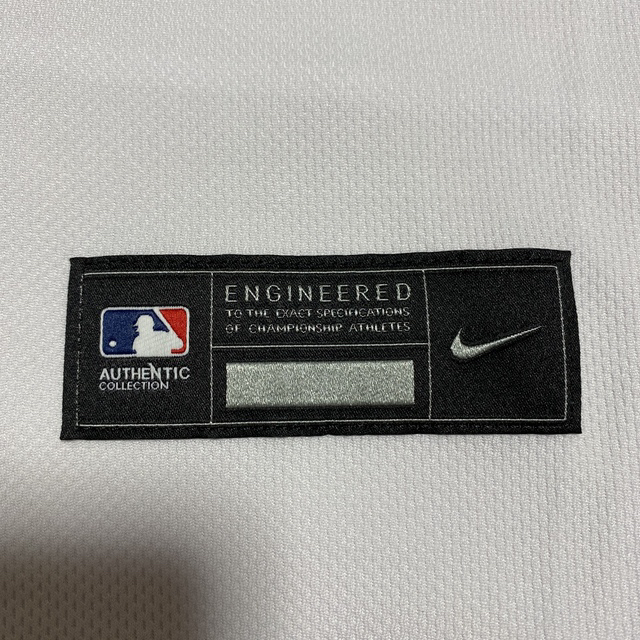 ENGINEERED
TO THE EXACT SPECIFICATIONS
OF CHAMPIONSHIP ATHLETES
AUTHENTIC
COLLECTION